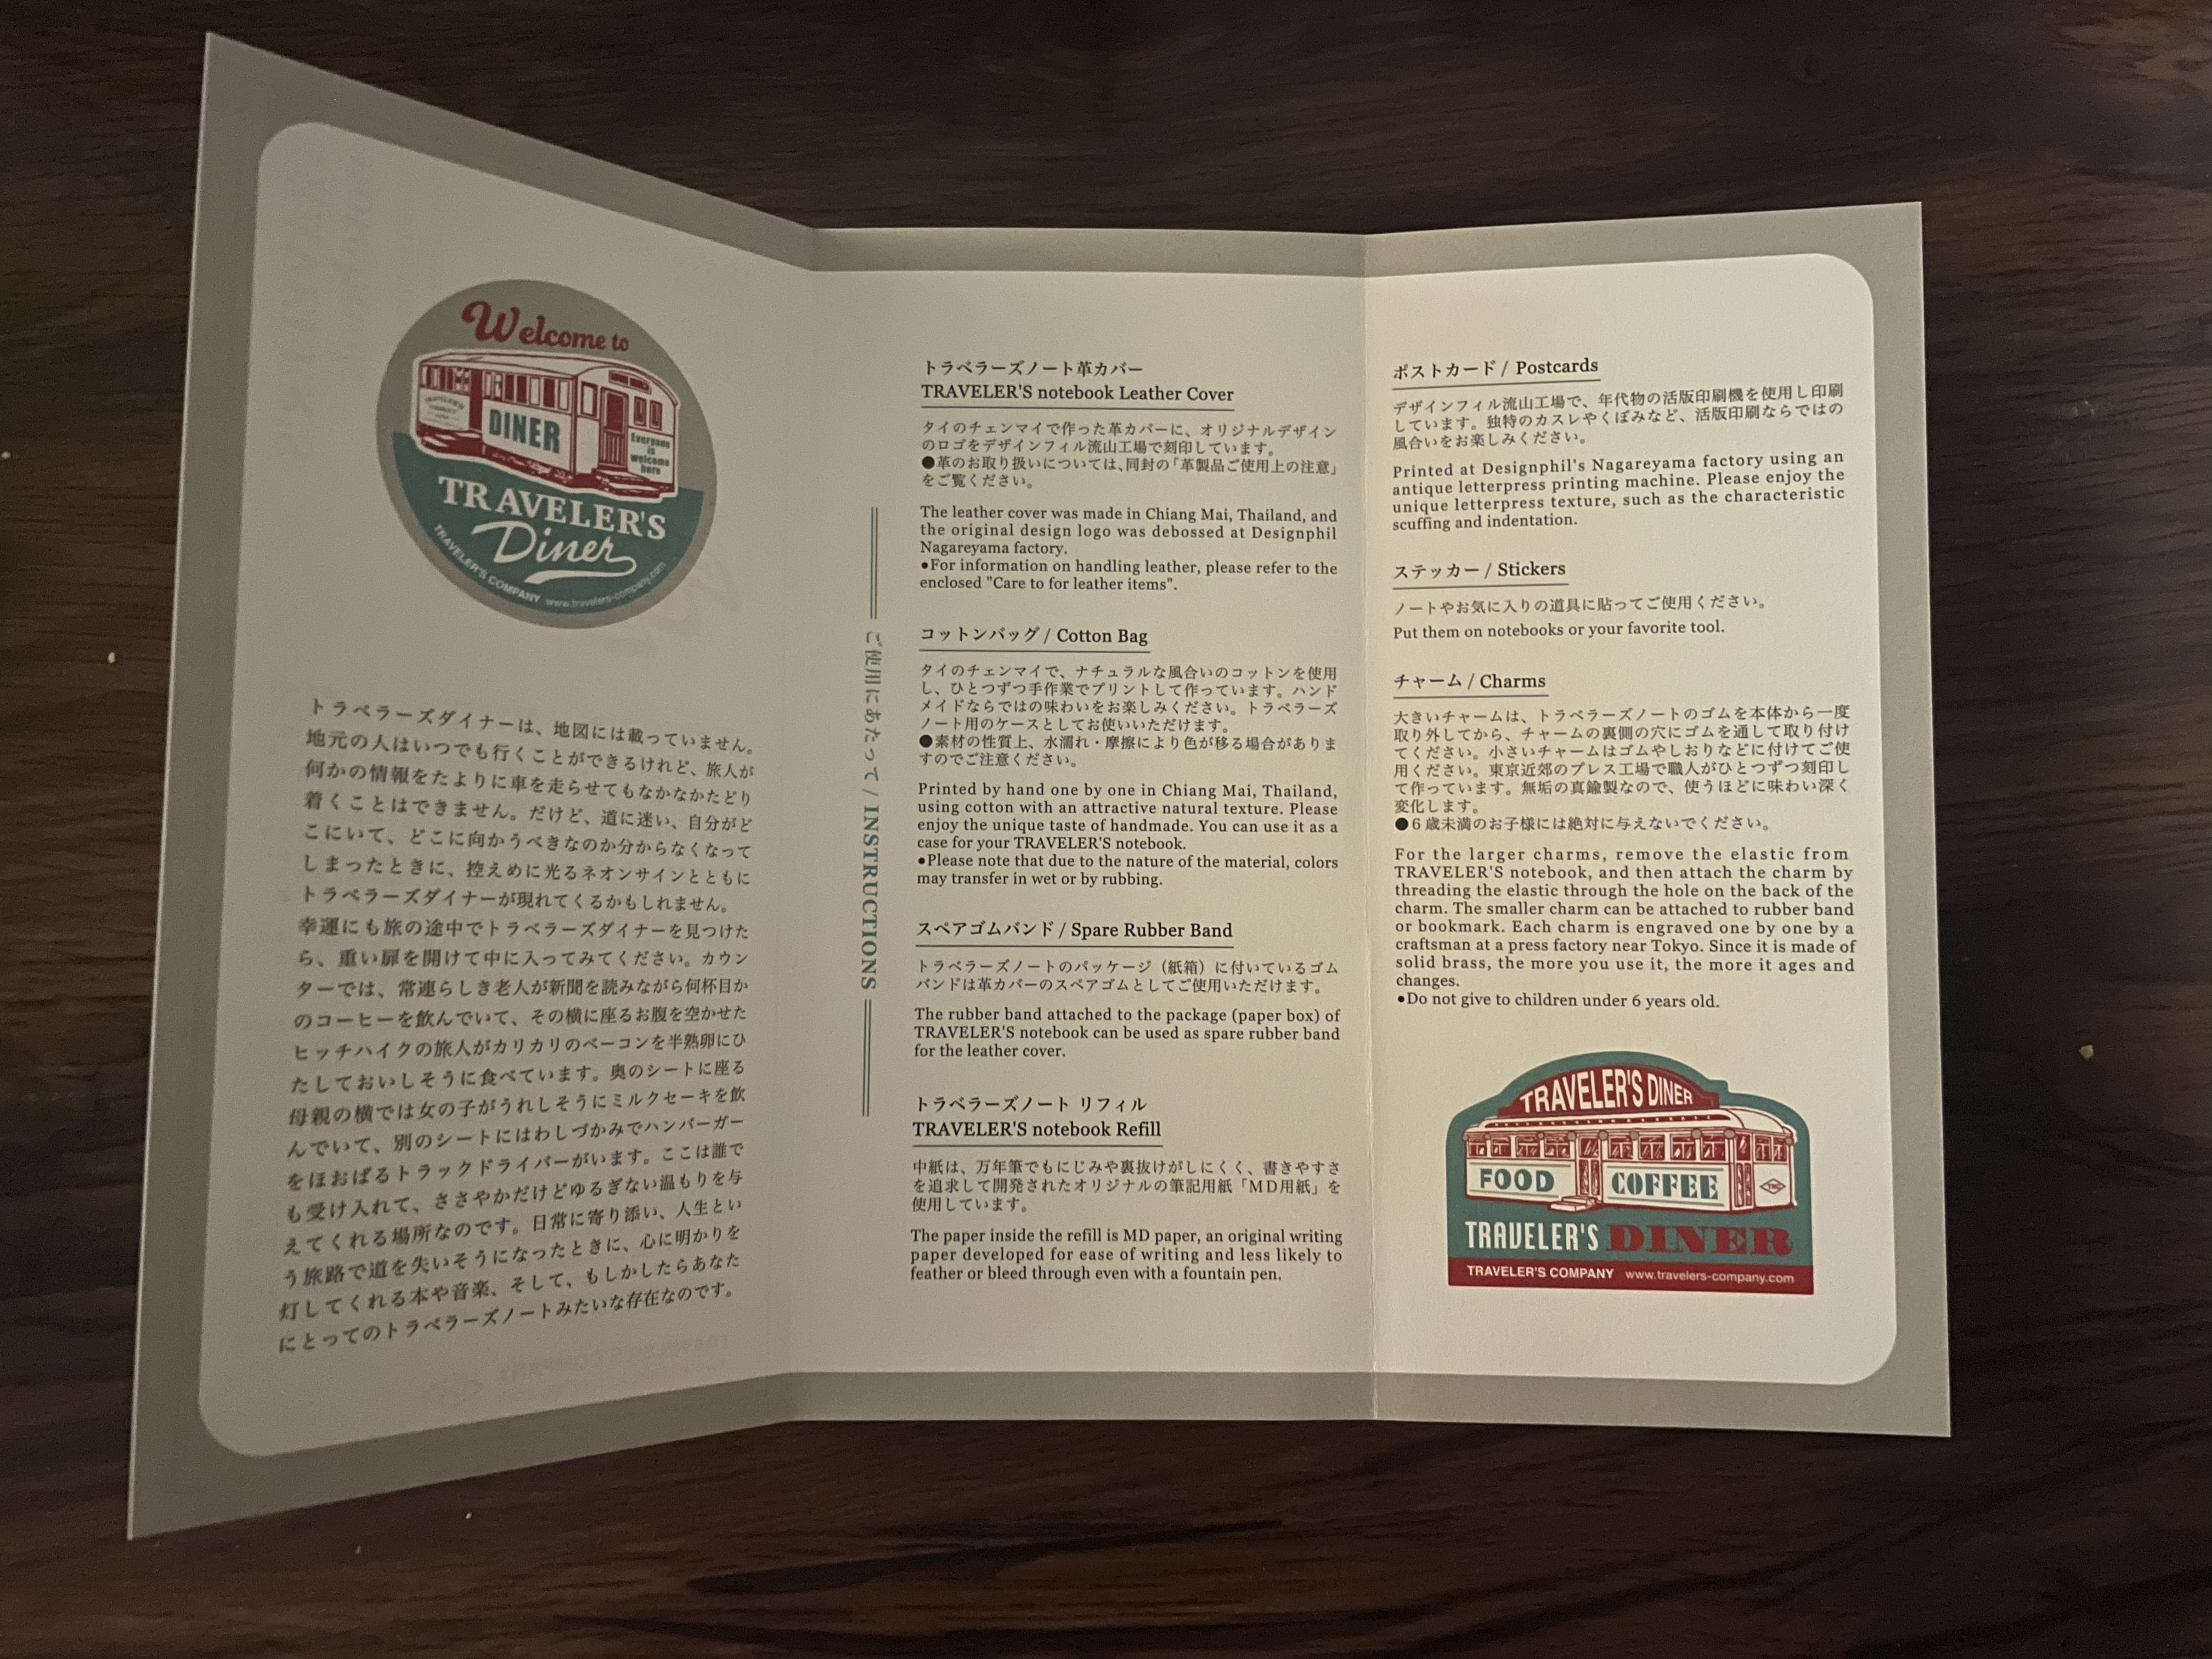 Welcome to
DINER
Everyone
is
welcome
here
TRAVELER'S
Diner
TRAVELER'S COMPANY www.travelers-company.com
トラベラーズダイナーは、地図には載っていません。
地元の人はいつでも行くことができるけれど、旅人が
何かの情報をたよりに車を走らせてもなかなかたどり
着くことはできません。だけど、道に迷い、自分がど
こにいて、どこに向かうべきなのか分からなくなって
しまったときに、控えめに光るネオンサインとともに
トラベラーズダイナーが現れてくるかもしれません。
幸運にも旅の途中でトラベラーズダイナーを見つけた
ら、重い扉を開けて中に入ってみてください。カウン
ターでは、常連らしき老人が新聞を読みながら何杯目か
のコーヒーを飲んでいて、その横に座るお腹を空かせた
ヒッチハイクの旅人がカリカリのベーコンを半熟卵にひ
たしておいしそうに食べています。奥のシートに座る
母親の横では女の子がうれしそうにミルクセーキを飲
んでいて、別のシートにはわしづかみでハンバーガー
をほおばるトラックドライバーがいます。ここは誰で
も受け入れて、ささやかだけどゆるぎない温もりを与
えてくれる場所なのです。日常に寄り添い、人生とい
う旅路で道を失いそうになったときに、心に明かりを
灯してくれる本や音楽、そして、もしかしたらあなた
にとってのトラベラーズノートみたいな存在なのです。
ご使用にあたって / INSTRUCTIONS
トラベラーズノート革カバー
TRAVELER'S notebook Leather Cover
タイのチェンマイで作った革カバーに、オリジナルデザイン
のロゴをデザインフィル流山工場で刻印しています。
●革のお取り扱いについては、同封の「革製品ご使用上の注意」
をご覧ください。
The leather cover was made in Chiang Mai, Thailand, and
the original design logo was debossed at Designphil
Nagareyama factory.
●For information on handling leather, please refer to the
enclosed "Care to for leather items".
コットンバッグ / Cotton Bag
タイのチェンマイで、ナチュラルな風合いのコットンを使用
し、ひとつずつ手作業でプリントして作っています。ハンド
メイドならではの味わいをお楽しみください。トラベラーズ
ノート用のケースとしてお使いいただけます。
●素材の性質上、水濡れ・摩擦により色が移る場合がありま
すのでご注意ください。
Printed by hand one by one in Chiang Mai, Thailand,
using cotton with an attractive natural texture. Please
enjoy the unique taste of handmade. You can use it as a
case for your TRAVELER'S notebook.
●Please note that due to the nature of the material, colors
may transfer in wet or by rubbing.
スペアゴムバンド / Spare Rubber Band
トラベラーズノートのパッケージ（紙箱）に付いているゴム
バンドは革カバーのスペアゴムとしてご使用いただけます。
The rubber band attached to the package (paper box) of
TRAVELER'S notebook can be used as spare rubber band
for the leather cover.
トラベラーズノート リフィル
TRAVELER'S notebook Refill
中紙は、万年筆でもにじみや裏抜けがしにくく、書きやすさ
を追求して開発されたオリジナルの筆記用紙「MD用紙」を
使用しています。
The paper inside the refill is MD paper, an original writing
paper developed for ease of writing and less likely to
feather or bleed through even with a fountain pen.
ポストカード / Postcards
デザインフィル流山工場で、年代物の活版印刷機を使用し印刷
しています。独特のカスレやくぼみなど、活版印刷ならではの
風合いをお楽しみください。
Printed at Designphil's Nagareyama factory using an
antique letterpress printing machine. Please enjoy the
unique letterpress texture, such as the characteristic
scuffing and indentation.
ステッカー / Stickers
ノートやお気に入りの道具に貼ってご使用ください。
Put them on notebooks or your favorite tool.
チャーム / Charms
大きいチャームは、トラベラーズノートのゴムを本体から一度
取り外してから、チャームの裏側の穴にゴムを通して取り付け
てください。小さいチャームはゴムやしおりなどに付けてご使
用ください。東京近郊のプレス工場で職人がひとつずつ刻印し
て作っています。無垢の真鍮製なので、使うほどに味わい深く
変化します。
●6歳未満のお子様には絶対に与えないでください。
For the larger charms, remove the elastic from
TRAVELER'S notebook, and then attach the charm by
threading the elastic through the hole on the back of the
charm. The smaller charm can be attached to rubber band
or bookmark. Each charm is engraved one by one by a
craftsman at a press factory near Tokyo. Since it is made of
solid brass, the more you use it, the more it ages and
changes.
●Do not give to children under 6 years old.
TRAVELER'S DINER
FOOD COFFEE
TRAVELER'S DINER
TRAVELER'S COMPANY www.travelers-company.com